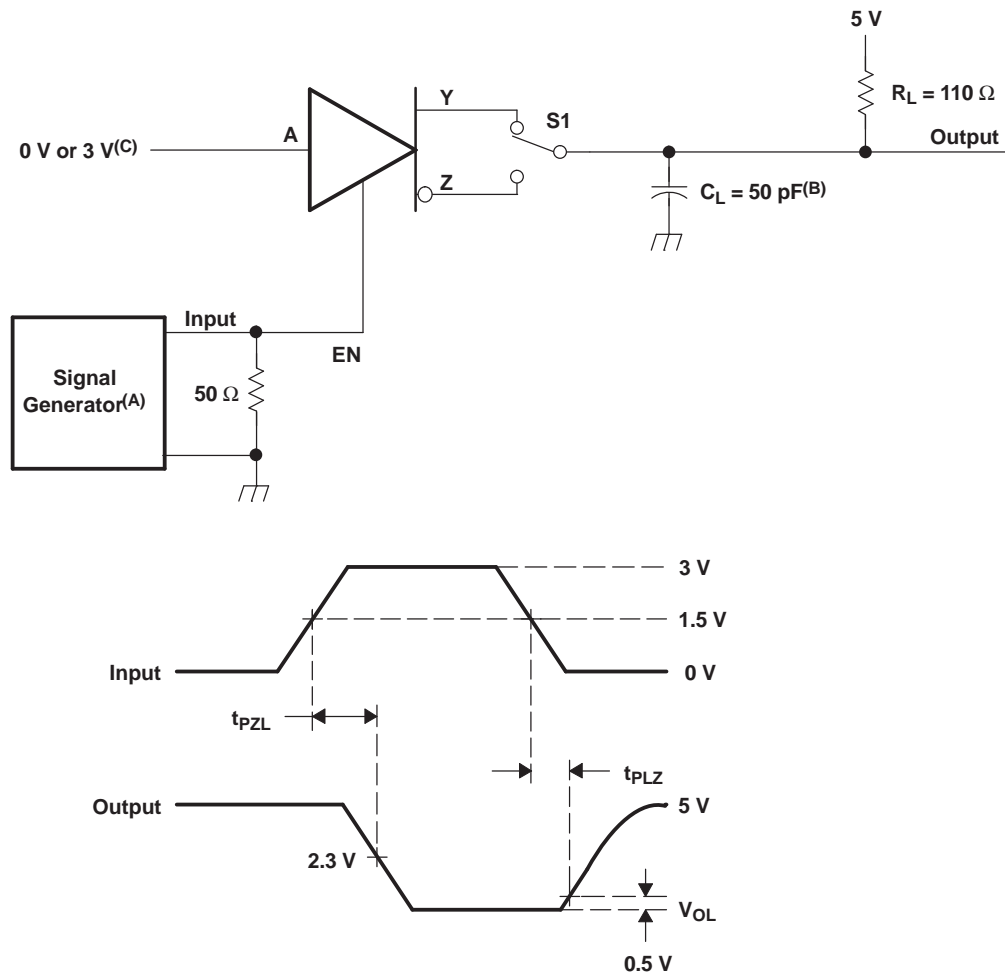 5 V
R_L = 110 Ω
Y
S1
A
0 V or 3 V(C)
Output
Z
C_L = 50 pF(B)
Input
EN
Signal
Generator(A)
50 Ω
3 V
1.5 V
Input
0 V
t_PZL
t_PLZ
Output
5 V
2.3 V
V_OL
0.5 V